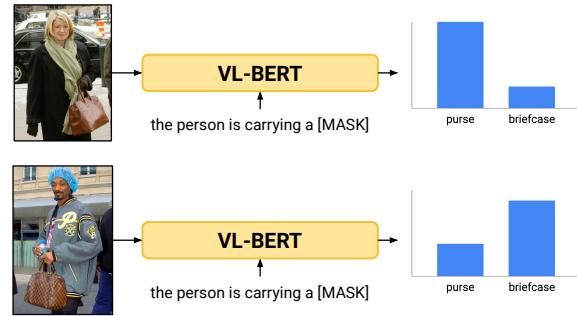 VL-BERT
the person is carrying a [MASK]
purse briefcase
VL-BERT
the person is carrying a [MASK]
purse briefcase